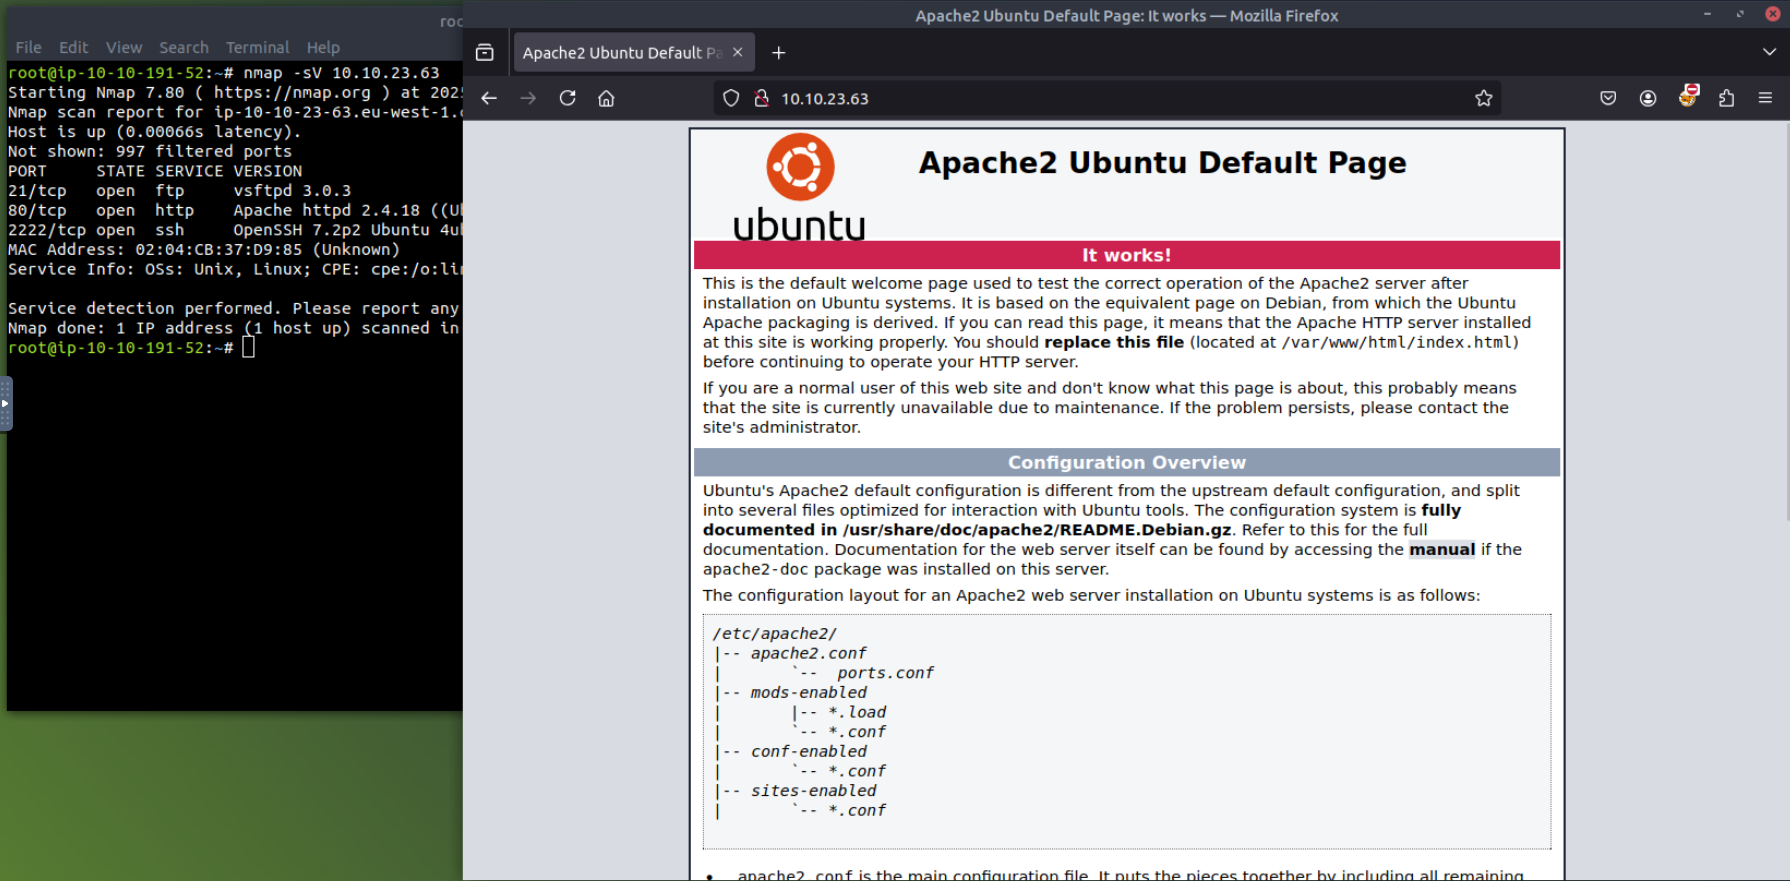 roo
File Edit View Search Terminal Help
root@ip-10-10-191-52:~# nmap -sV 10.10.23.63
Starting Nmap 7.80 ( https://nmap.org ) at 202
Nmap scan report for ip-10-10-23-63.eu-west-1.
Host is up (0.00066s latency).
Not shown: 997 filtered ports
PORT STATE SERVICE VERSION
21/tcp open ftp vsftpd 3.0.3
80/tcp open http Apache httpd 2.4.18 ((U
2222/tcp open ssh OpenSSH 7.2p2 Ubuntu 4u
MAC Address: 02:04:CB:37:D9:85 (Unknown)
Service Info: OSs: Unix, Linux; CPE: cpe:/o:li
Service detection performed. Please report any
Nmap done: 1 IP address (1 host up) scanned in
root@ip-10-10-191-52:~#
Apache2 Ubuntu Default Page: It works — Mozilla Firefox
Apache2 Ubuntu Default Pa
10.10.23.63
ubuntu
Apache2 Ubuntu Default Page
It works!
This is the default welcome page used to test the correct operation of the Apache2 server after
installation on Ubuntu systems. It is based on the equivalent page on Debian, from which the Ubuntu
Apache packaging is derived. If you can read this page, it means that the Apache HTTP server installed
at this site is working properly. You should replace this file (located at /var/www/html/index.html)
before continuing to operate your HTTP server.
If you are a normal user of this web site and don't know what this page is about, this probably means
that the site is currently unavailable due to maintenance. If the problem persists, please contact the
site's administrator.
Configuration Overview
Ubuntu's Apache2 default configuration is different from the upstream default configuration, and split
into several files optimized for interaction with Ubuntu tools. The configuration system is fully
documented in /usr/share/doc/apache2/README.Debian.gz. Refer to this for the full
documentation. Documentation for the web server itself can be found by accessing the manual if the
apache2-doc package was installed on this server.
The configuration layout for an Apache2 web server installation on Ubuntu systems is as follows:
/etc/apache2/
|-- apache2.conf
|       `--  ports.conf
|-- mods-enabled
|       |-- *.load
|       `-- *.conf
|-- conf-enabled
|       `-- *.conf
|-- sites-enabled
|       `-- *.conf
• apache2.conf is the main configuration file. It puts the pieces together by including all remaining